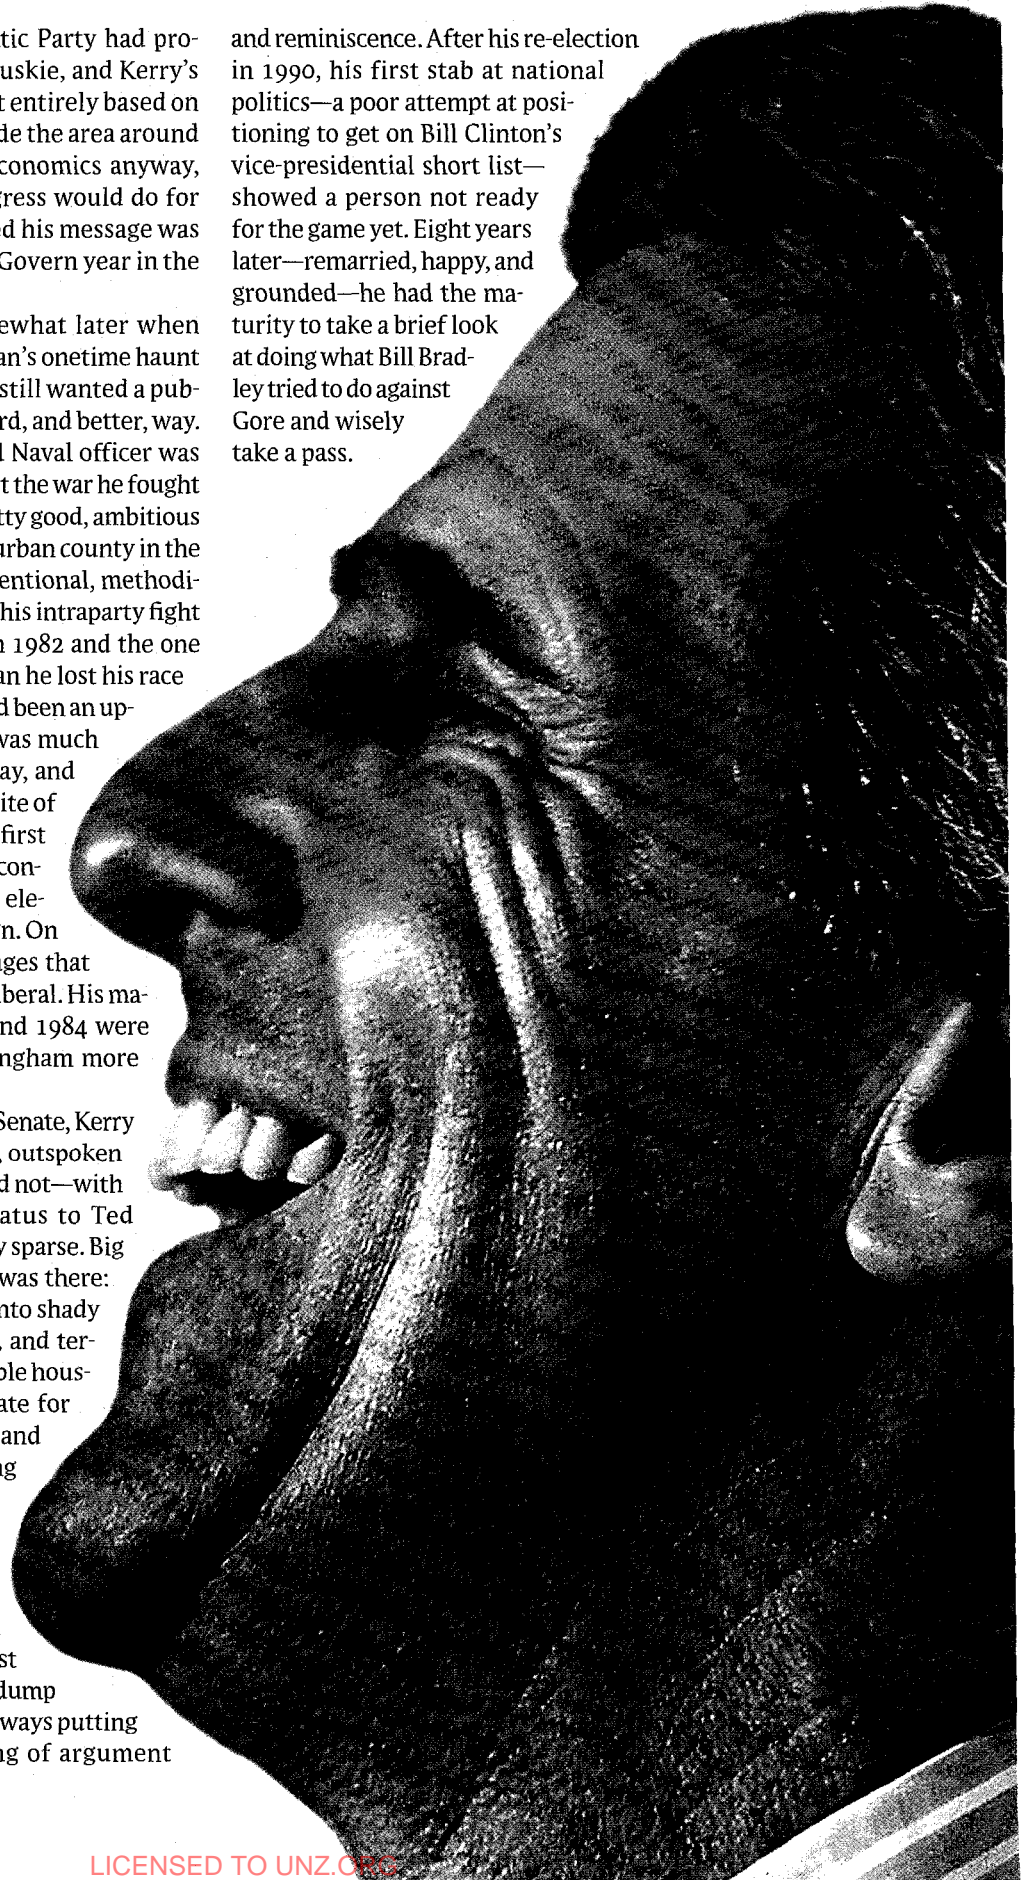 tic Party had pro-
uskie, and Kerry's
t entirely based on
de the area around
conomics anyway,
gress would do for
ed his message was
Govern year in the
ewhat later when
an's onetime haunt
still wanted a pub-
rd, and better, way.
l Naval officer was
t the war he fought
tty good, ambitious
urban county in the
entional, methodi-
his intraparty fight
n 1982 and the one
an he lost his race
d been an up-
was much
ay, and
ite of
first
con-
ele-
n. On
ages that
iberal. His ma-
nd 1984 were
ngham more
Senate, Kerry
, outspoken
d not—with
atus to Ted
y sparse. Big
was there:
nto shady
, and ter-
ble hous-
ate for
and
ng
st
dump
ways putting
ng of argument
and reminiscence. After his re-election
in 1990, his first stab at national
politics—a poor attempt at posi-
tioning to get on Bill Clinton's
vice-presidential short list—
showed a person not ready
for the game yet. Eight years
later—remarried, happy, and
grounded—he had the ma-
turity to take a brief look
at doing what Bill Brad-
ley tried to do against
Gore and wisely
take a pass.
LICENSED TO UNZ.ORG